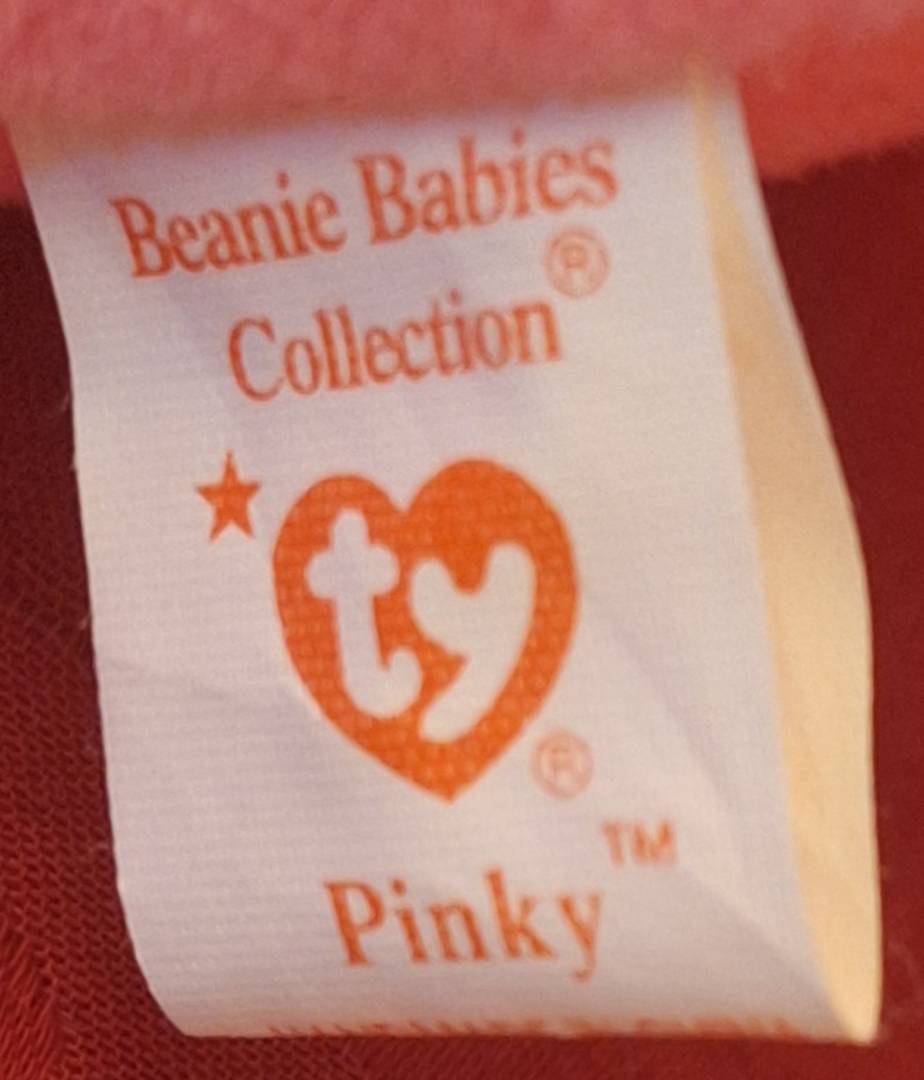 Beanie Babies
Collection®
ty®
Pinky™